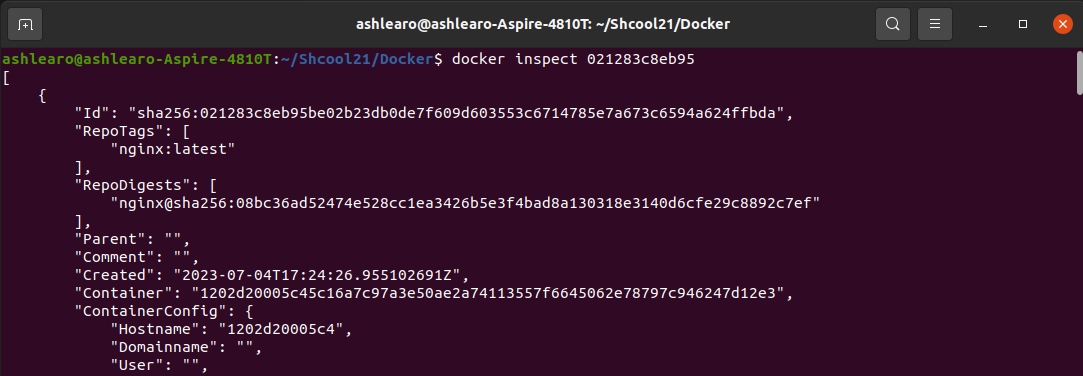 ashlearo@ashlearo-Aspire-4810T: ~/Shcool21/Docker
ashlearo@ashlearo-Aspire-4810T:~/Shcool21/Docker$ docker inspect 021283c8eb95
[
    {
        "Id": "sha256:021283c8eb95be02b23db0de7f609d603553c6714785e7a673c6594a624ffbda",
        "RepoTags": [
            "nginx:latest"
        ],
        "RepoDigests": [
            "nginx@sha256:08bc36ad52474e528cc1ea3426b5e3f4bad8a130318e3140d6cfe29c8892c7ef"
        ],
        "Parent": "",
        "Comment": "",
        "Created": "2023-07-04T17:24:26.955102691Z",
        "Container": "1202d20005c45c16a7c97a3e50ae2a74113557f6645062e78797c946247d12e3",
        "ContainerConfig": {
            "Hostname": "1202d20005c4",
            "Domainname": "",
            "User": "",